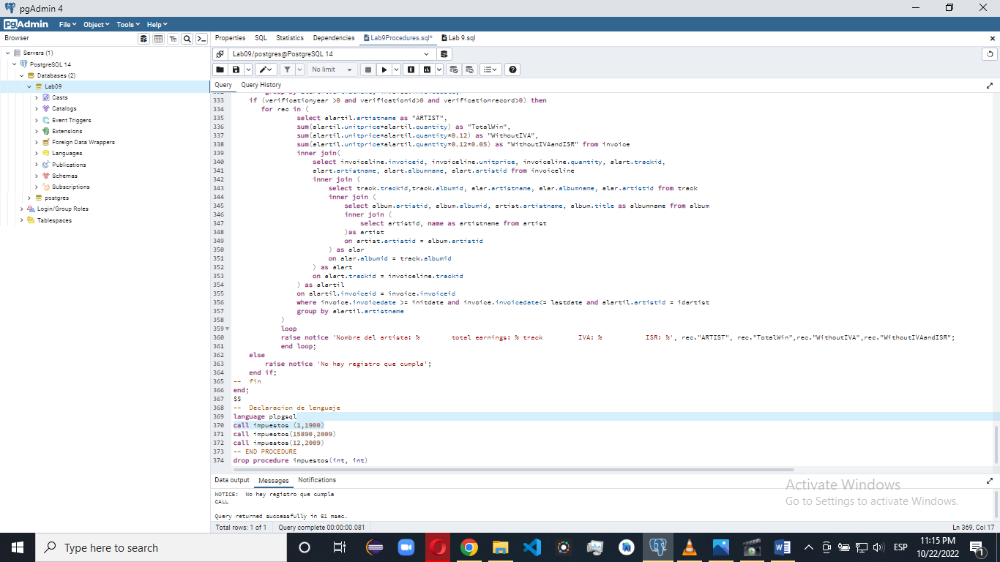 pgAdmin 4
pgAdmin File Object Tools Help
Browser
Properties SQL Statistics Dependencies Lab9Procedures.sql* Lab 9.sql
Servers (1)
PostgreSQL 14
Databases (2)
Lab09
Casts
Catalogs
Event Triggers
Extensions
Foreign Data Wrappers
Languages
Publications
Schemas
Subscriptions
postgres
Login/Group Roles
Tablespaces
Lab09/postgres@PostgreSQL 14
No limit
Query Query History
333 if (verificationyear >0 and verificationid>0 and verificationrecord>0) then
334 for rec in (
335 select alartil.artistname as "ARTIST",
336 sum(alartil.unitprice*alartil.quantity) as "TotalWin",
337 sum(alartil.unitprice*alartil.quantity*0.12) as "WithoutIVA",
338 sum(alartil.unitprice*alartil.quantity*0.12*0.05) as "WithoutIVAandISR" from invoice
339 inner join(
340 select invoiceline.invoiceid, invoiceline.unitprice, invoiceline.quantity, alart.trackid,
341 alart.artistname, alart.albumname, alart.artistid from invoiceline
342 inner join (
343 select track.trackid,track.albumid, alar.artistname, alar.albumname, alar.artistid from track
344 inner join (
345 select album.artistid, album.albumid, artist.artistname, album.title as albumname from album
346 inner join (
347 select artistid, name as artistname from artist
348 )as artist
349 on artist.artistid = album.artistid
350 ) as alar
351 on alar.albumid = track.albumid
352 ) as alart
353 on alart.trackid = invoiceline.trackid
354 ) as alartil
355 on alartil.invoiceid = invoice.invoiceid
356 where invoice.invoicedate >= initdate and invoice.invoicedate<= lastdate and alartil.artistid = idartist
357 group by alartil.artistname
358 )
359 loop
360 raise notice 'Nombre del artista: % total earnings: % track IVA: % ISR: %', rec."ARTIST", rec."TotalWin",rec."WithoutIVA",rec."WithoutIVAandISR";
361 end loop;
362 else
363 raise notice 'No hay registro que cumpla';
364 end if;
365 -- fin
366 end;
367 $$
368 -- Declaracion de lenguaje
369 language plpgsql
370 call impuestos (1,1900)
371 call impuestos(15890,2009)
372 call impuestos(12,2009)
373 -- END PROCEDURE
374 drop procedure impuestos(int, int)
Data output Messages Notifications
NOTICE: No hay registro que cumpla
CALL
Query returned successfully in 81 msec.
Activate Windows
Go to Settings to activate Windows.
Total rows: 1 of 1 Query complete 00:00:00.081 Ln 369, Col 17
Type here to search
ESP
11:15 PM
10/22/2022
1